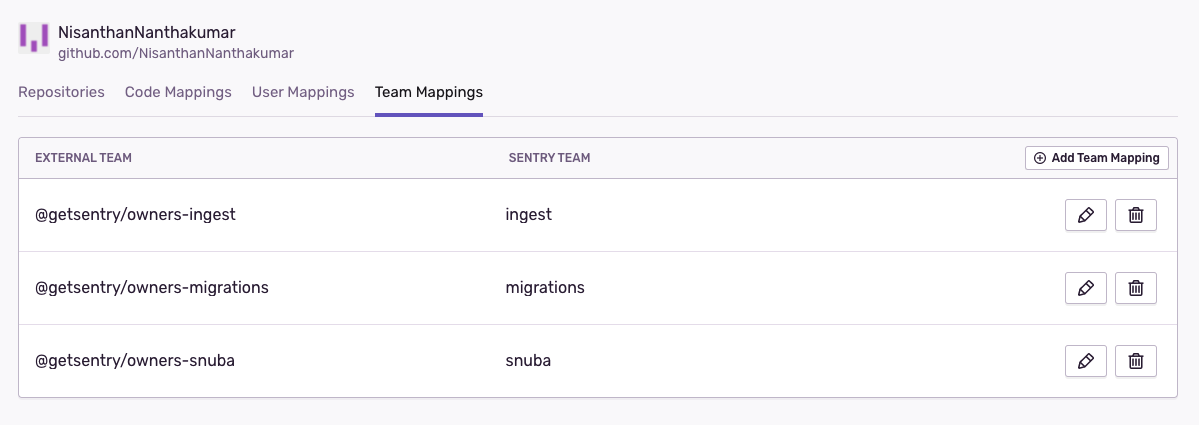 NisanthanNanthakumar
github.com/NisanthanNanthakumar
Repositories Code Mappings User Mappings Team Mappings
EXTERNAL TEAM SENTRY TEAM Add Team Mapping
@getsentry/owners-ingest ingest
@getsentry/owners-migrations migrations
@getsentry/owners-snuba snuba